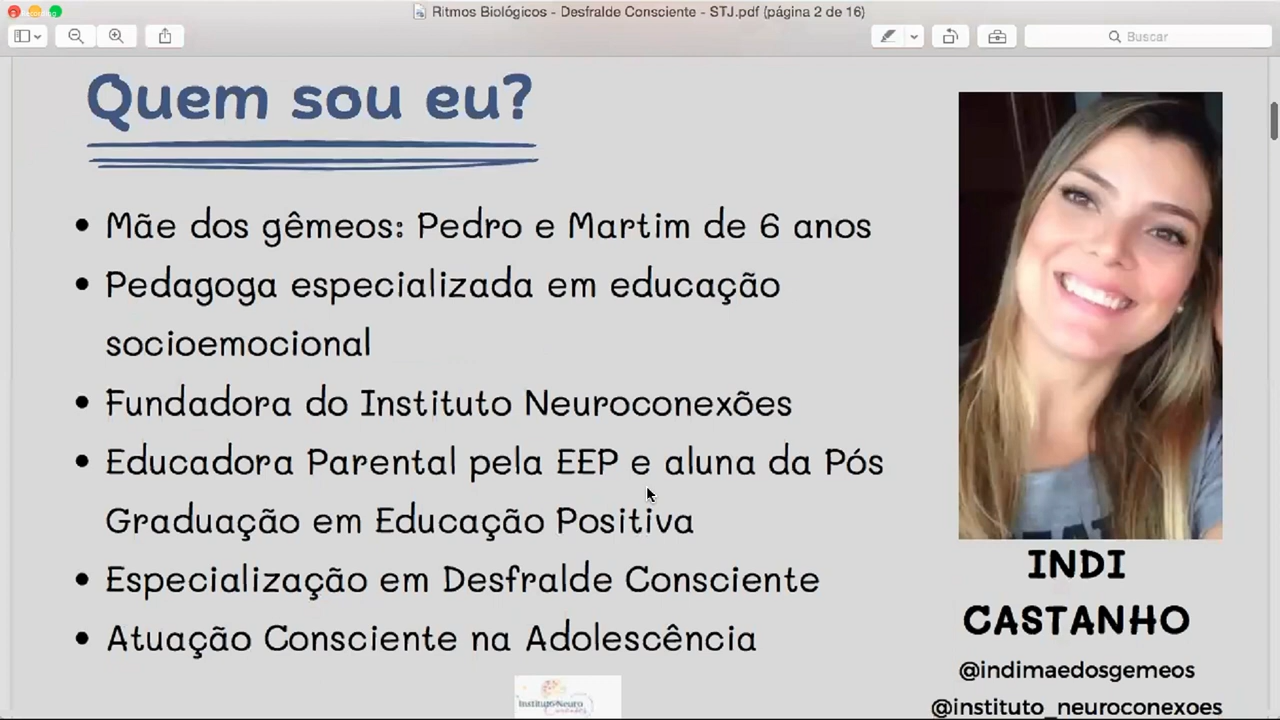 Ritmos Biológicos - Desfralde Consciente - STJ.pdf (página 2 de 16)
Buscar
Quem sou eu?
• Mãe dos gêmeos: Pedro e Martim de 6 anos
• Pedagoga especializada em educação
socioemocional
• Fundadora do Instituto Neuroconexões
• Educadora Parental pela EEP e aluna da Pós
Graduação em Educação Positiva
• Especialização em Desfralde Consciente
• Atuação Consciente na Adolescência
INDI
CASTANHO
@indimaedosgemeos
@instituto_neuroconexoes
Instituto Neuro